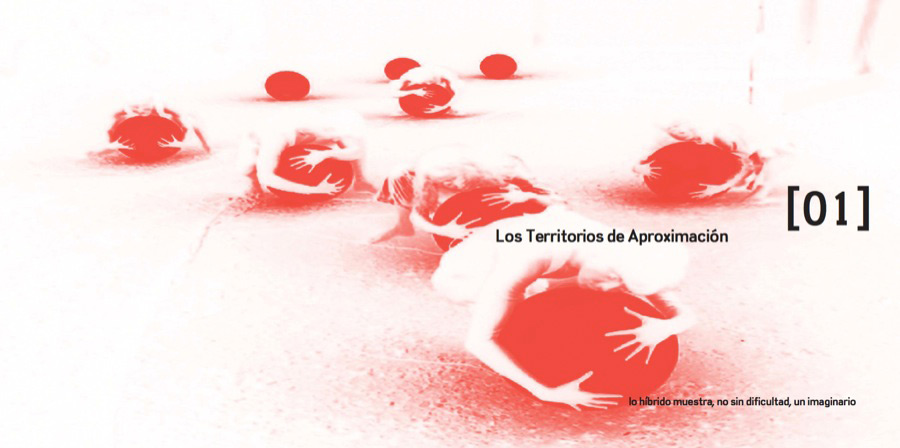 [01]
Los Territorios de Aproximación
lo híbrido muestra, no sin dificultad, un imaginario